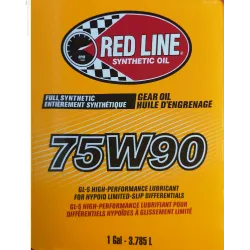 RED LINE
SYNTHETIC OIL
FULL SYNTHETIC
ENTIÈREMENT SYNTHÉTIQUE
GEAR OIL
HUILE D'ENGRENAGE
75W90
GL-5 HIGH-PERFORMANCE LUBRICANT
FOR HYPOID LIMITED-SLIP DIFFERENTIALS
GL-5 HIGH-PERFORMANCE LUBRIFIANT POUR
DIFFÉRENTIELS HYPOÏDES À GLISSEMENT LIMITÉ
1 Gal - 3.785 L